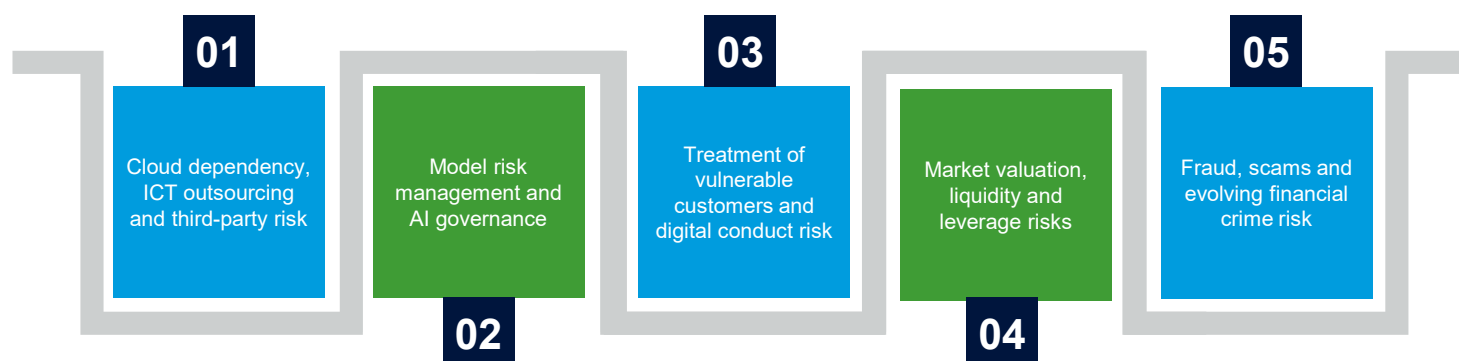 01
Cloud dependency,
ICT outsourcing
and third-party risk
Model risk
management and
AI governance
02
03
Treatment of
vulnerable
customers and
digital conduct risk
Market valuation,
liquidity and
leverage risks
04
05
Fraud, scams and
evolving financial
crime risk